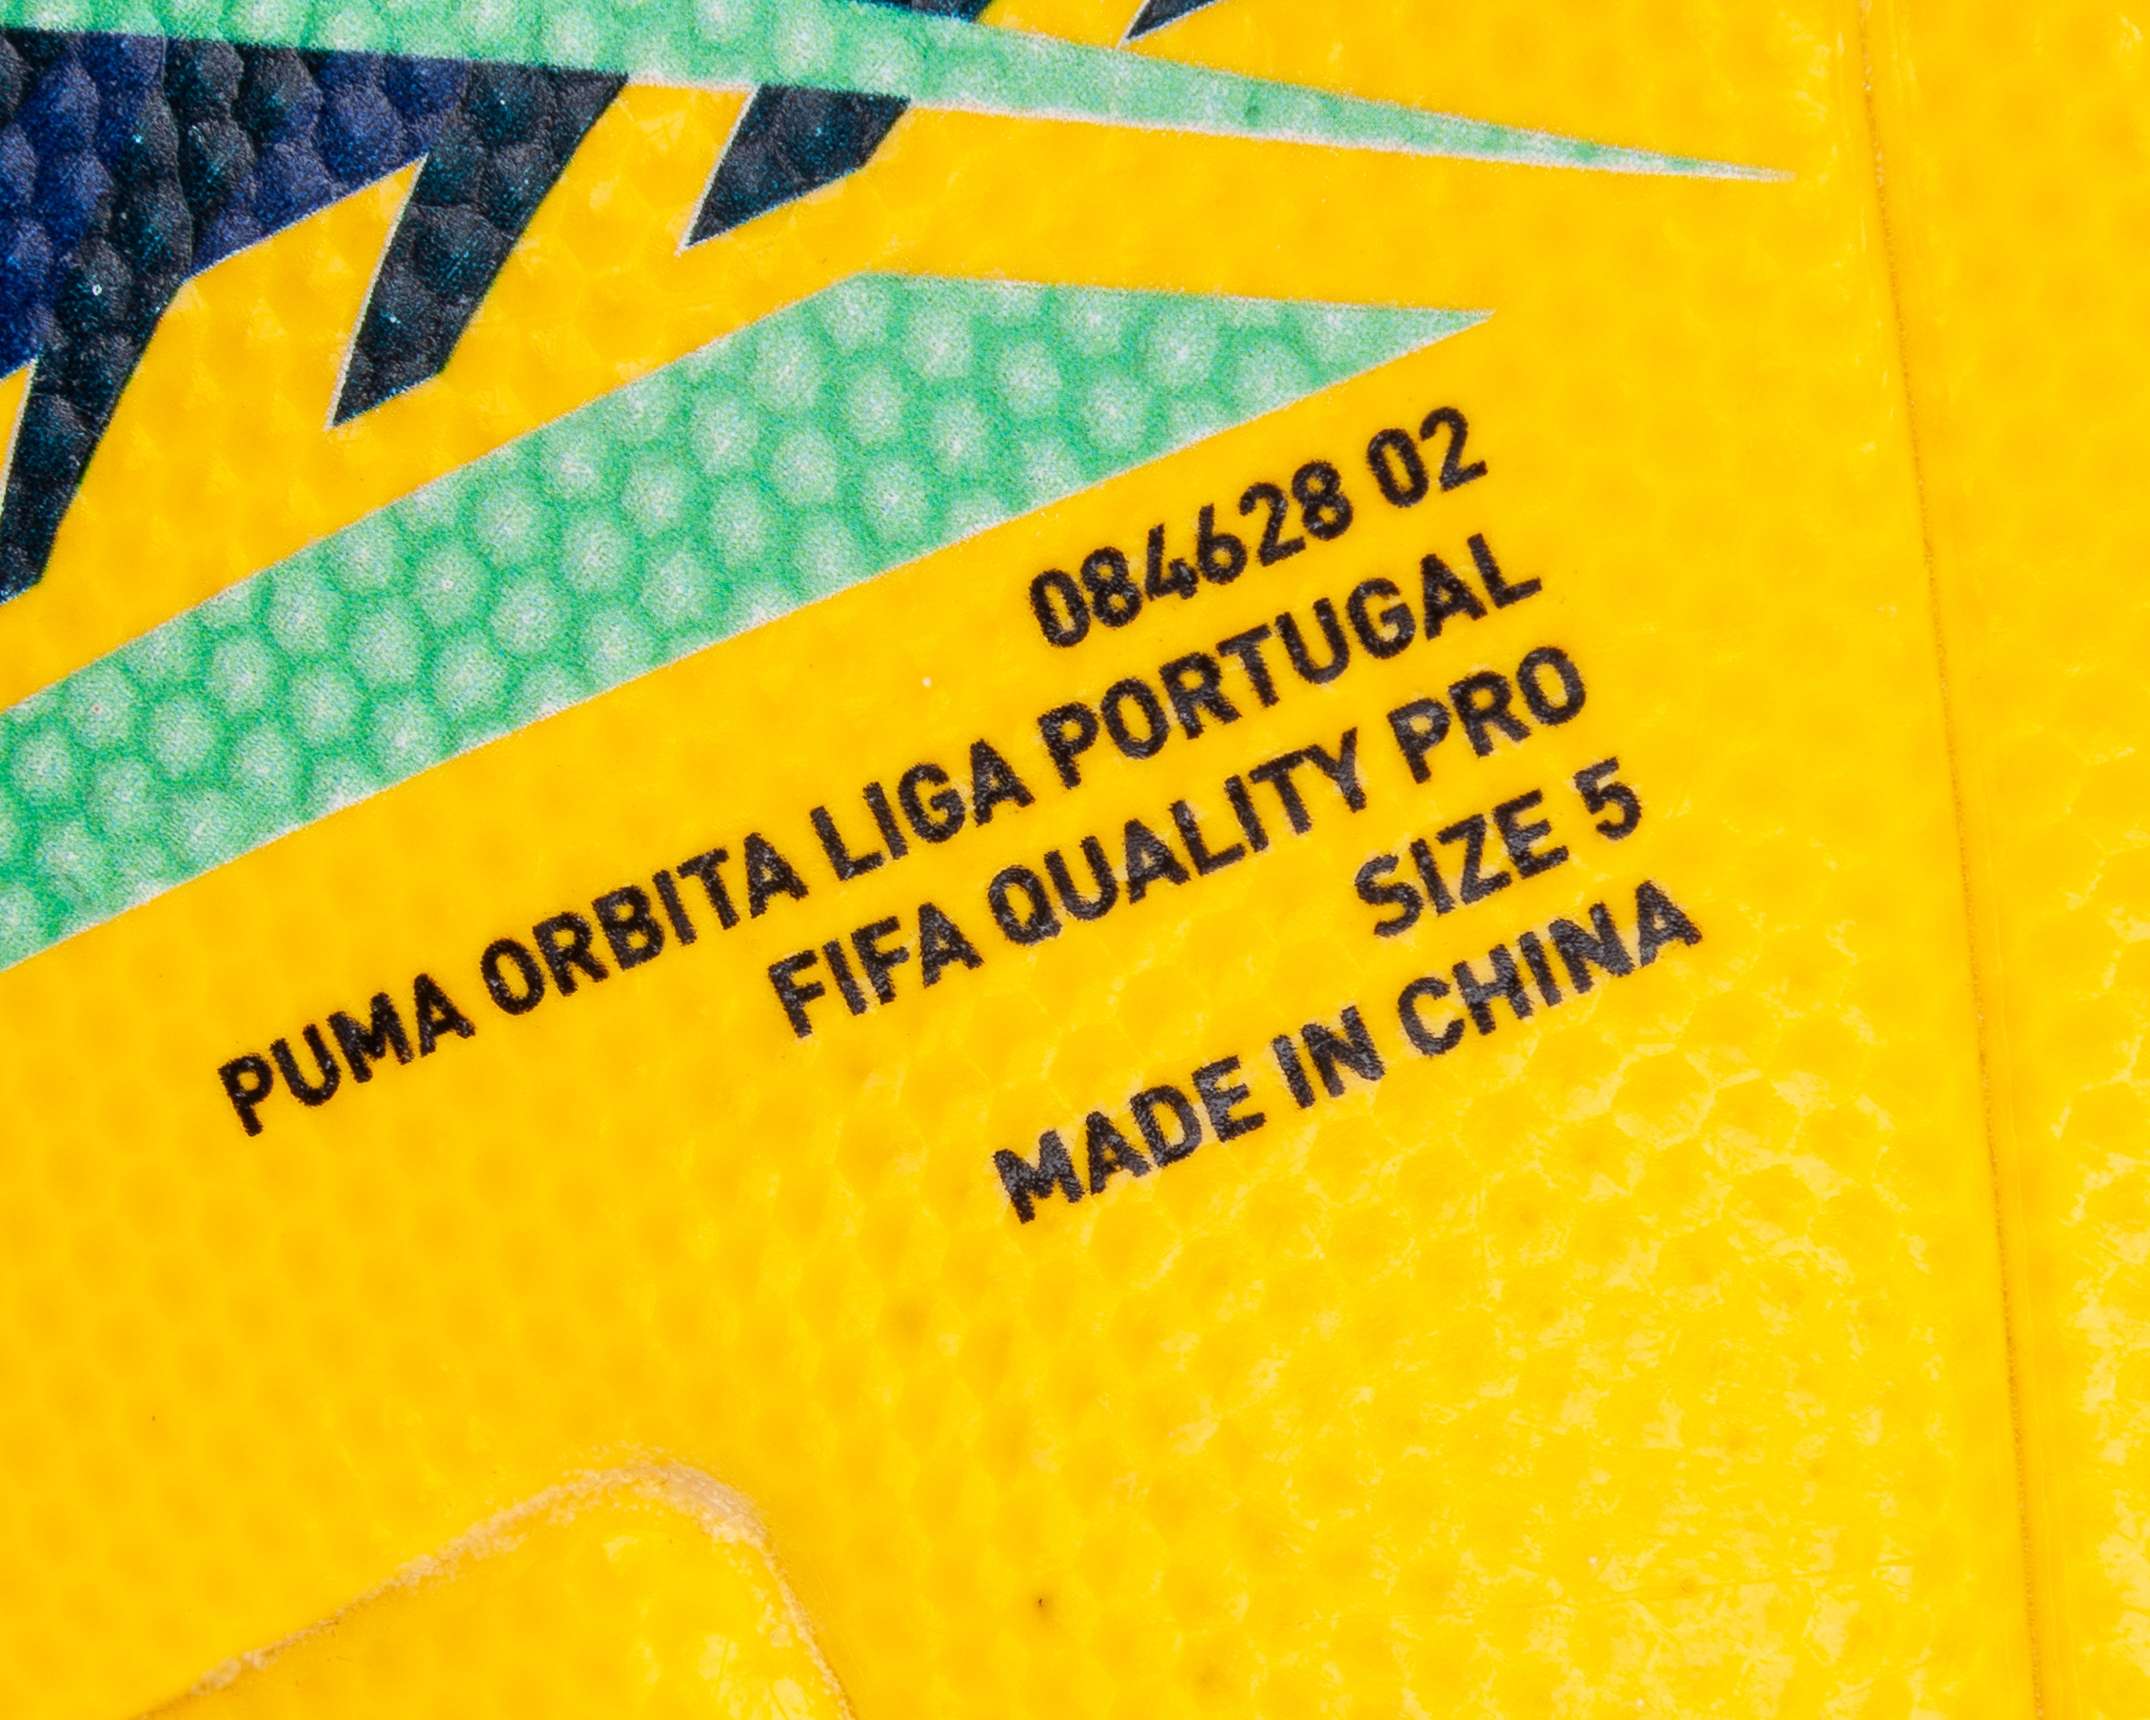 084628 02
PUMA ORBITA LIGA PORTUGAL
FIFA QUALITY PRO
SIZE 5
MADE IN CHINA